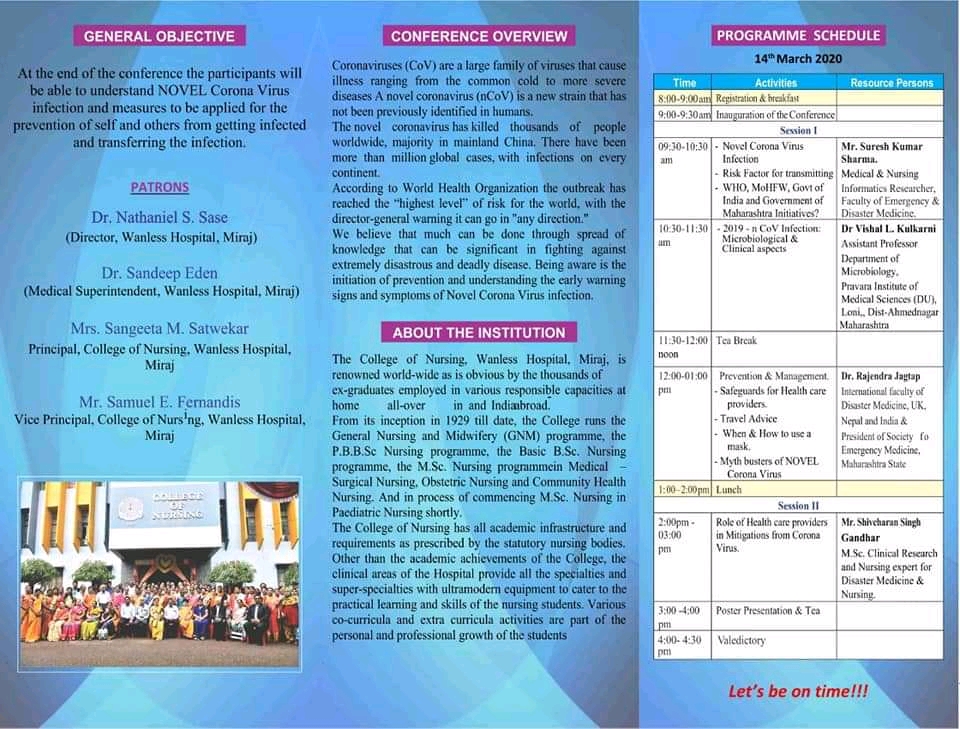 GENERAL OBJECTIVE
At the end of the conference the participants will
be able to understand NOVEL Corona Virus
infection and measures to be applied for the
prevention of self and others from getting infected
and transferring the infection.
PATRONS
Dr. Nathaniel S. Sase
(Director, Wanless Hospital, Miraj)
Dr. Sandeep Eden
(Medical Superintendent, Wanless Hospital, Miraj)
Mrs. Sangeeta M. Satwekar
Principal, College of Nursing, Wanless Hospital,
Miraj
Mr. Samuel E. Fernandis
Vice Principal, College of Nurs1ng, Wanless Hospital,
Miraj
COLLEGE
OF
NURSING
CONFERENCE OVERVIEW
Coronaviruses (CoV) are a large family of viruses that cause
illness ranging from the common cold to more severe
diseases A novel coronavirus (nCoV) is a new strain that has
not been previously identified in humans.
The novel coronavirus has killed thousands of people
worldwide, majority in mainland China. There have been
more than million global cases, with infections on every
continent.
According to World Health Organization the outbreak has
reached the “highest level” of risk for the world, with the
director-general warning it can go in "any direction."
We believe that much can be done through spread of
knowledge that can be significant in fighting against
extremely disastrous and deadly disease. Being aware is the
initiation of prevention and understanding the early warning
signs and symptoms of Novel Corona Virus infection.
ABOUT THE INSTITUTION
The College of Nursing, Wanless Hospital, Miraj, is
renowned world-wide as is obvious by the thousands of
ex-graduates employed in various responsible capacities at
home all-over in and Indiaabroad.
From its inception in 1929 till date, the College runs the
General Nursing and Midwifery (GNM) programme, the
P.B.B.Sc Nursing programme, the Basic B.Sc. Nursing
programme, the M.Sc. Nursing programmein Medical –
Surgical Nursing, Obstetric Nursing and Community Health
Nursing. And in process of commencing M.Sc. Nursing in
Paediatric Nursing shortly.
The College of Nursing has all academic infrastructure and
requirements as prescribed by the statutory nursing bodies.
Other than the academic achievements of the College, the
clinical areas of the Hospital provide all the specialties and
super-specialties with ultramodern equipment to cater to the
practical learning and skills of the nursing students. Various
co-curricula and extra curricula activities are part of the
personal and professional growth of the students
PROGRAMME SCHEDULE
14th March 2020
Time Activities Resource Persons
8:00-9:00am Registration & breakfast
9:00-9:30am Inauguration of the Conference
Session I
09:30-10:30 - Novel Corona Virus Mr. Suresh Kumar
am Infection Sharma.
- Risk Factor for transmitting Medical & Nursing
- WHO, MoHFW, Govt of Informatics Researcher,
India and Government of Faculty of Emergency &
Maharashtra Initiatives? Disaster Medicine.
10:30-11:30 - 2019 - n CoV Infection: Dr Vishal L. Kulkarni
am Microbiological & Assistant Professor
Clinical aspects Department of
Microbiology,
Pravara Institute of
Medical Sciences (DU),
Loni,, Dist-Ahmednagar
Maharashtra
11:30-12:00 Tea Break
noon
12:00-01:00 Prevention & Management. Dr. Rajendra Jagtap
pm - Safeguards for Health care International faculty of
providers. Disaster Medicine, UK,
- Travel Advice Nepal and India &
- When & How to use a President of Society fo
mask. Emergency Medicine,
- Myth busters of NOVEL Maharashtra State
Corona Virus
1:00–2:00pm Lunch
Session II
2:00pm - Role of Health care providers Mr. Shivcharan Singh
03:00 in Mitigations from Corona Gandhar
pm Virus. M.Sc. Clinical Research
and Nursing expert for
Disaster Medicine &
Nursing.
3:00 -4:00 Poster Presentation & Tea
pm
4:00- 4:30 Valedictory
pm
Let’s be on time!!!